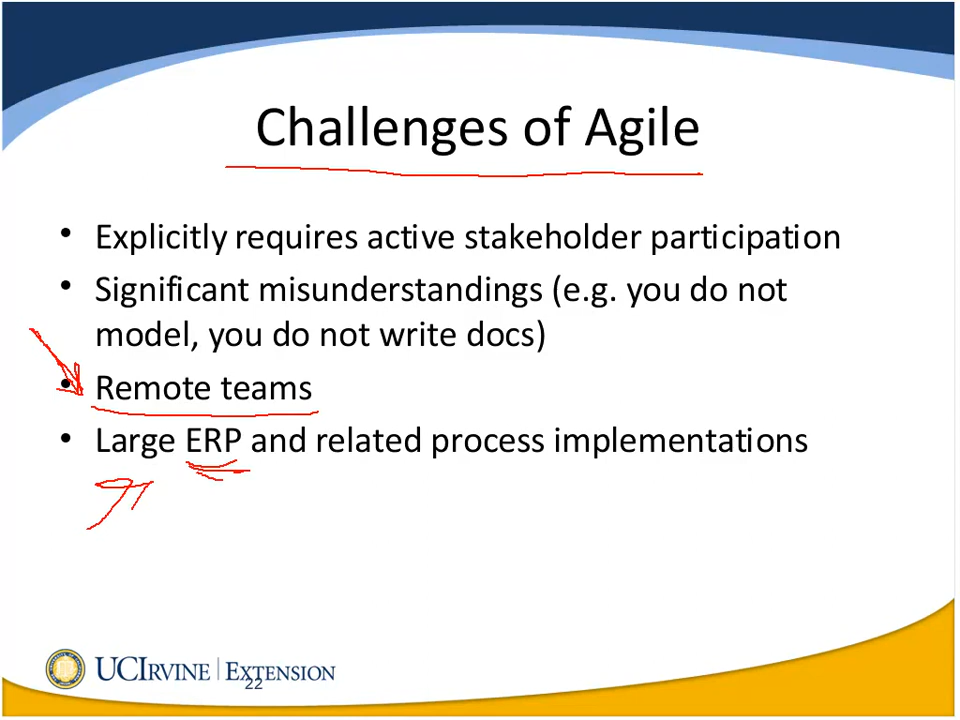 Challenges of Agile
• Explicitly requires active stakeholder participation
• Significant misunderstandings (e.g. you do not
model, you do not write docs)
• Remote teams
• Large ERP and related process implementations
UCIRVINE | EXTENSION
22